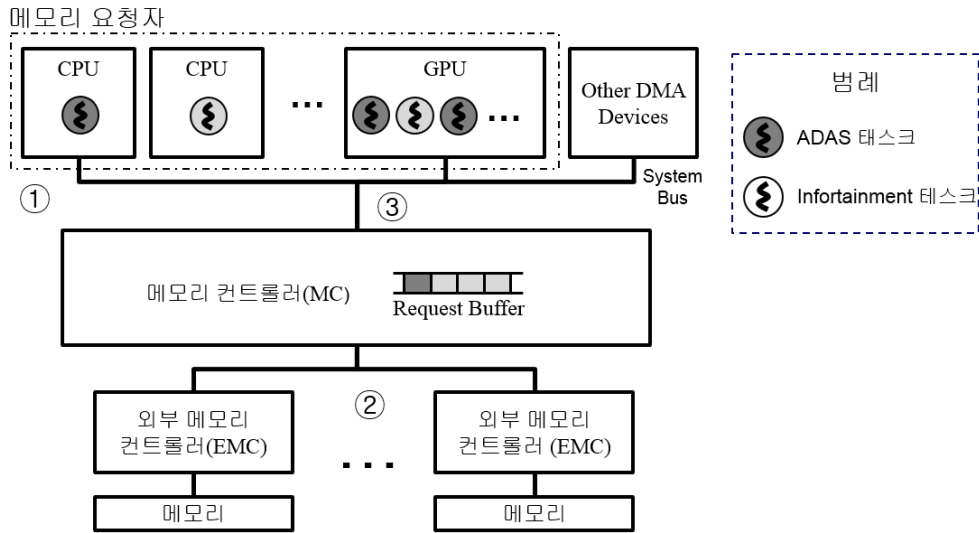 메모리 요청자
CPU
CPU
...
GPU
...
Other DMA
Devices
범례
ADAS 태스크
Infortainment 테스크
System
Bus
①
③
메모리 컨트롤러(MC)
Request Buffer
②
외부 메모리
컨트롤러(EMC)
...
외부 메모리
컨트롤러 (EMC)
메모리
메모리